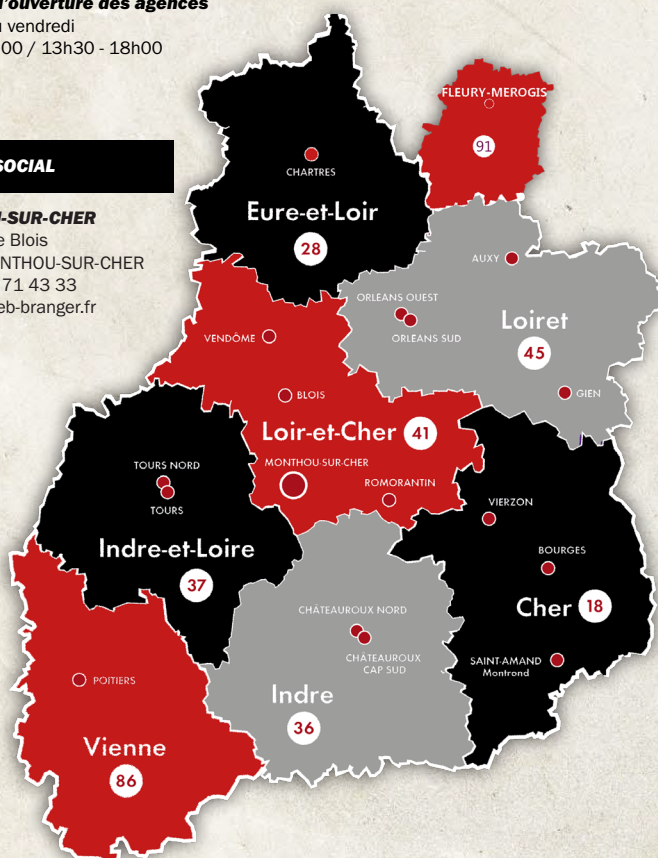 d'ouverture des agences
vendredi
00 / 13h30 - 18h00
SOCIAL
-SUR-CHER
e Blois
NTHOU-SUR-CHER
71 43 33
eb-branger.fr
FLEURY-MEROGIS
91
CHARTRES
Eure-et-Loir
28
AUXY
ORLEANS OUEST
ORLEANS SUD
Loiret
45
GIEN
VENDÔME
BLOIS
Loir-et-Cher 41
MONTHOU-SUR-CHER
ROMORANTIN
TOURS NORD
TOURS
Indre-et-Loire
37
VIERZON
BOURGES
Cher 18
SAINT-AMAND
Montrond
CHÂTEAUROUX NORD
CHÂTEAUROUX
CAP SUD
Indre
36
POITIERS
Vienne
86